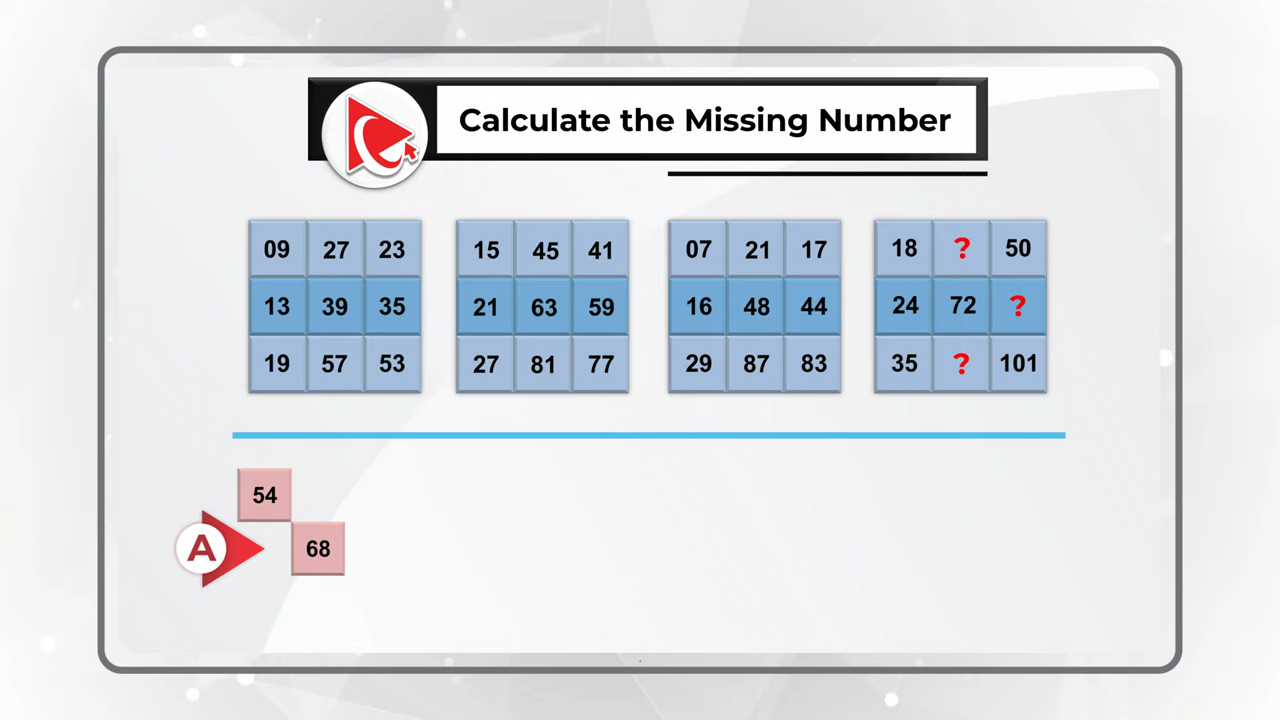 Calculate the Missing Number
09 27 23 15 45 41 07 21 17 18 ? 50
13 39 35 21 63 59 16 48 44 24 72 ?
19 57 53 27 81 77 29 87 83 35 ? 101
54
A 68